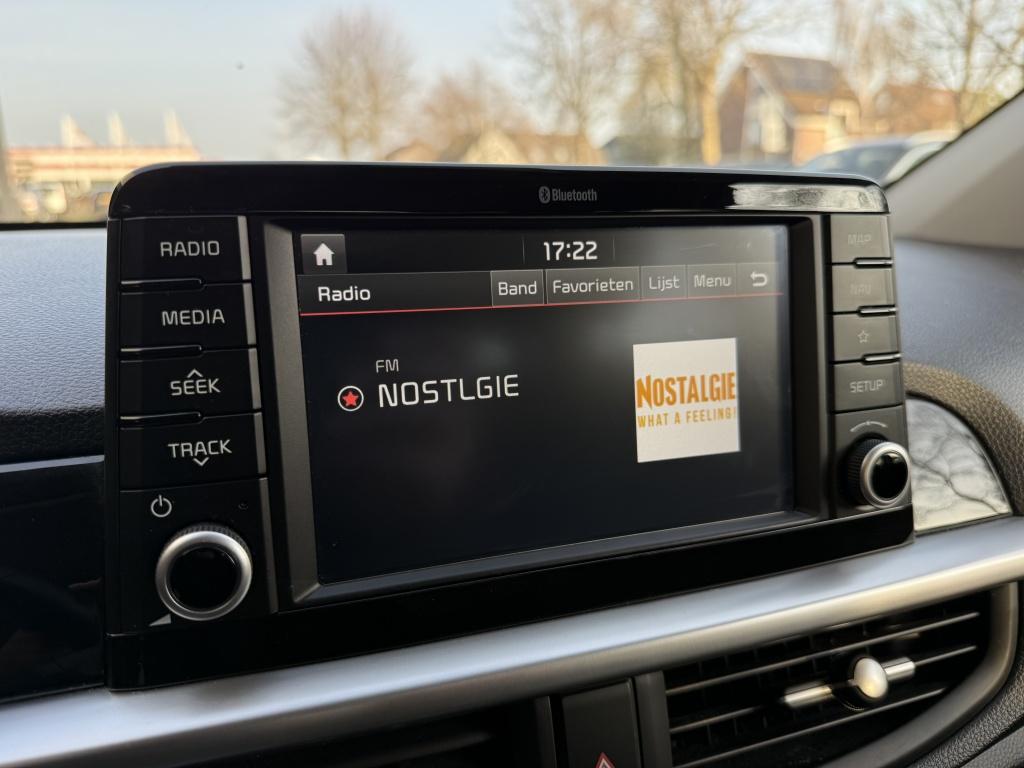 Bluetooth
RADIO
MEDIA
SEEK
TRACK
17:22
Radio
Band Favorieten Lijst Menu
FM
NOSTLGIE
NOSTALGIE
WHAT A FEELING!
MAP
NAV
SETUP